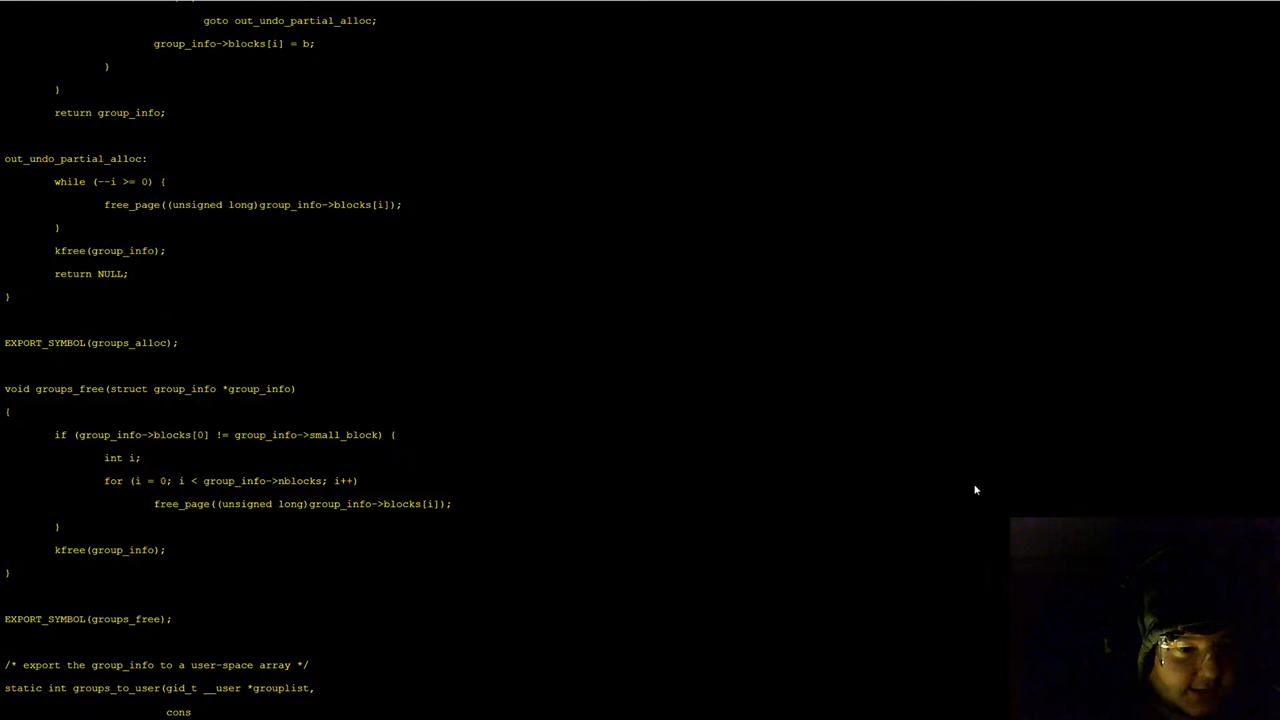 goto out_undo_partial_alloc;
group_info->blocks[i] = b;
}
}
return group_info;
out_undo_partial_alloc:
while (--i >= 0) {
free_page((unsigned long)group_info->blocks[i]);
}
kfree(group_info);
return NULL;
}
EXPORT_SYMBOL(groups_alloc);
void groups_free(struct group_info *group_info)
{
if (group_info->blocks[0] != group_info->small_block) {
int i;
for (i = 0; i < group_info->nblocks; i++)
free_page((unsigned long)group_info->blocks[i]);
}
kfree(group_info);
}
EXPORT_SYMBOL(groups_free);
/* export the group_info to a user-space array */
static int groups_to_user(gid_t __user *grouplist,
cons